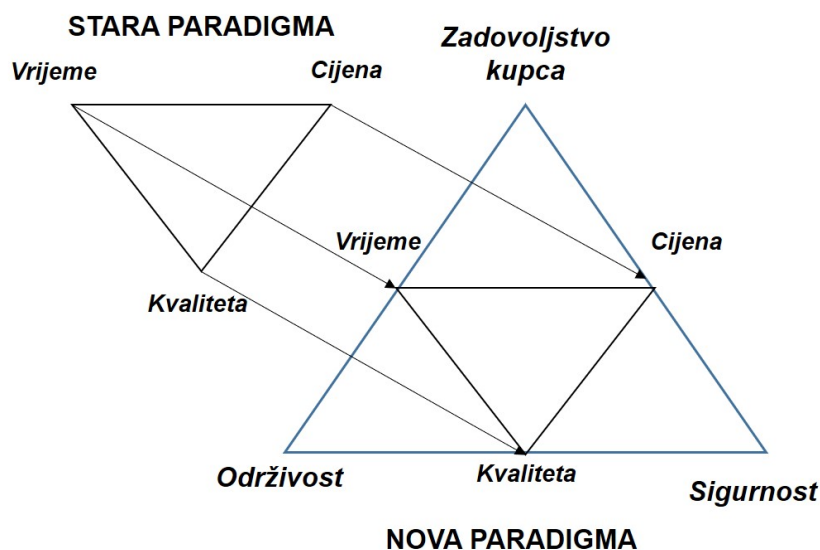 STARA PARADIGMA
Vrijeme
Cijena
Kvaliteta
Zadovoljstvo
kupca
Vrijeme
Cijena
Održivost
Kvaliteta
Sigurnost
NOVA PARADIGMA